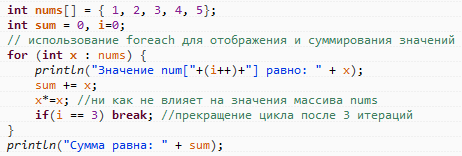 int nums[] = { 1, 2, 3, 4, 5};
int sum = 0, i=0;
// использование foreach для отображения и суммирования значений
for (int x : nums) {
    println("Значение num["+(i++)+"] равно: " + x);
    sum += x;
    x*=x; //ни как не влияет на значения массива nums
    if(i == 3) break; //прекращение цикла после 3 итераций
}
println("Сумма равна: " + sum);